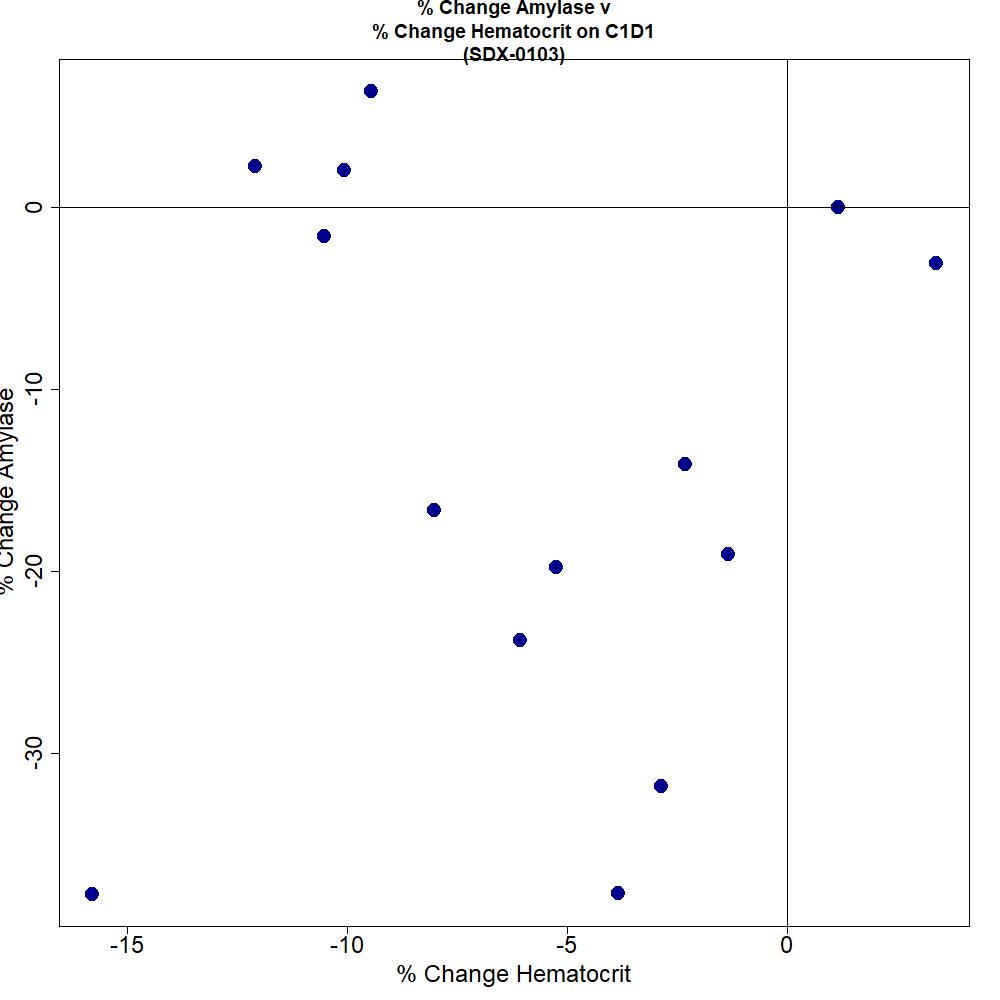 % Change Amylase v
% Change Hematocrit on C1D1
(SDX-0103)
% Change Amylase
0
-10
-20
-30
-15
-10
-5
0
% Change Hematocrit